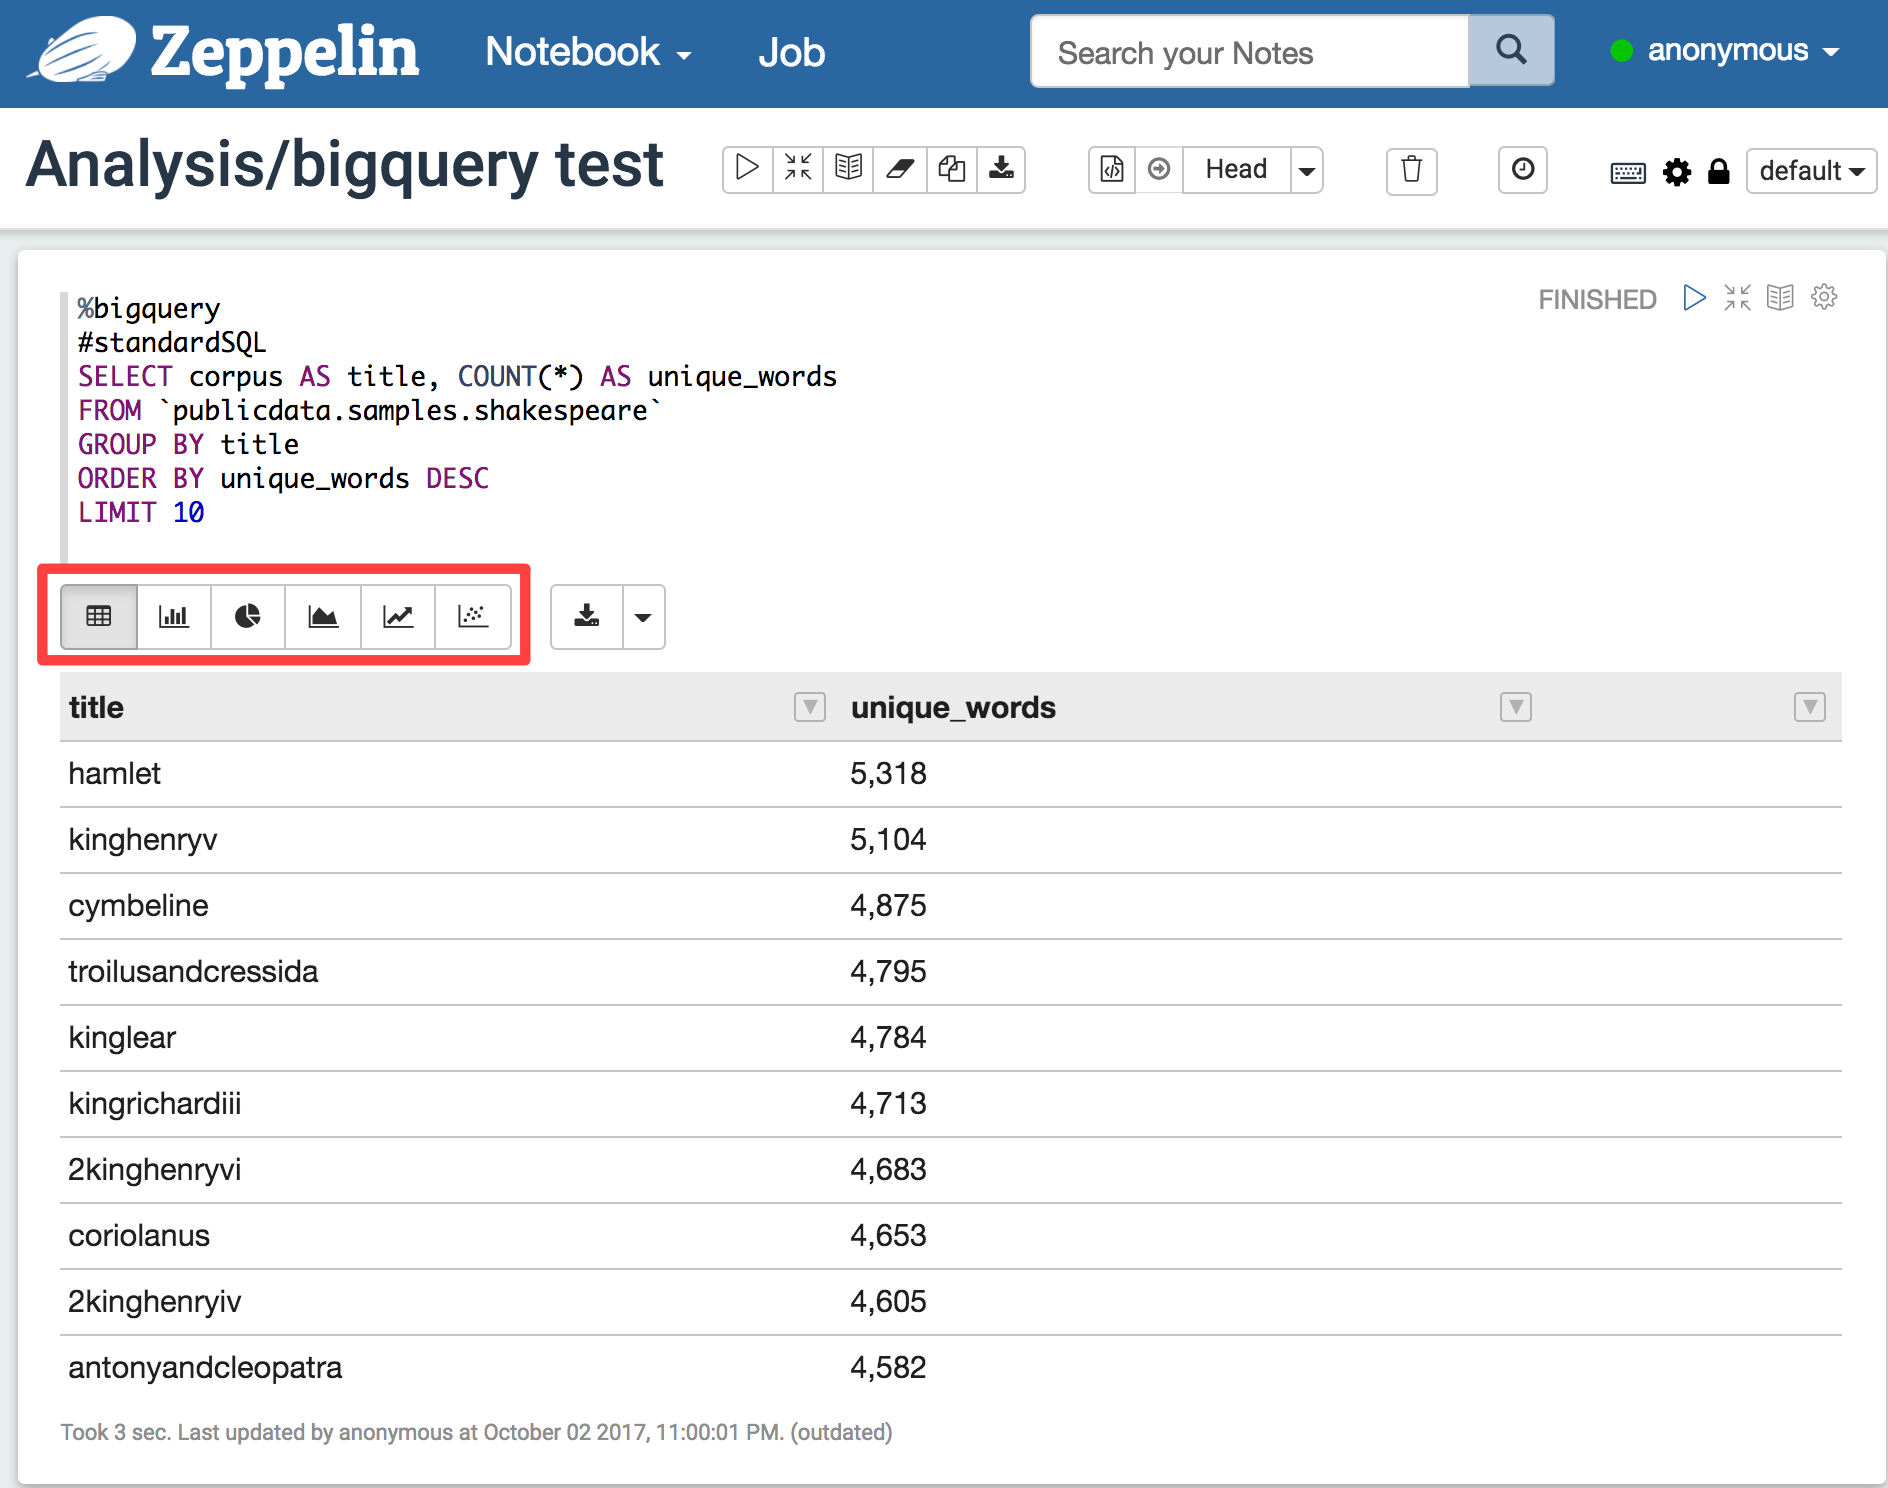 Zeppelin Notebook Job Search your Notes anonymous
Analysis/bigquery test Head default
FINISHED
%bigquery
#standardSQL
SELECT corpus AS title, COUNT(*) AS unique_words
FROM `publicdata.samples.shakespeare`
GROUP BY title
ORDER BY unique_words DESC
LIMIT 10
title unique_words
hamlet 5,318
kinghenryv 5,104
cymbeline 4,875
troilusandcressida 4,795
kinglear 4,784
kingrichardiii 4,713
2kinghenryvi 4,683
coriolanus 4,653
2kinghenryiv 4,605
antonyandcleopatra 4,582
Took 3 sec. Last updated by anonymous at October 02 2017, 11:00:01 PM. (outdated)